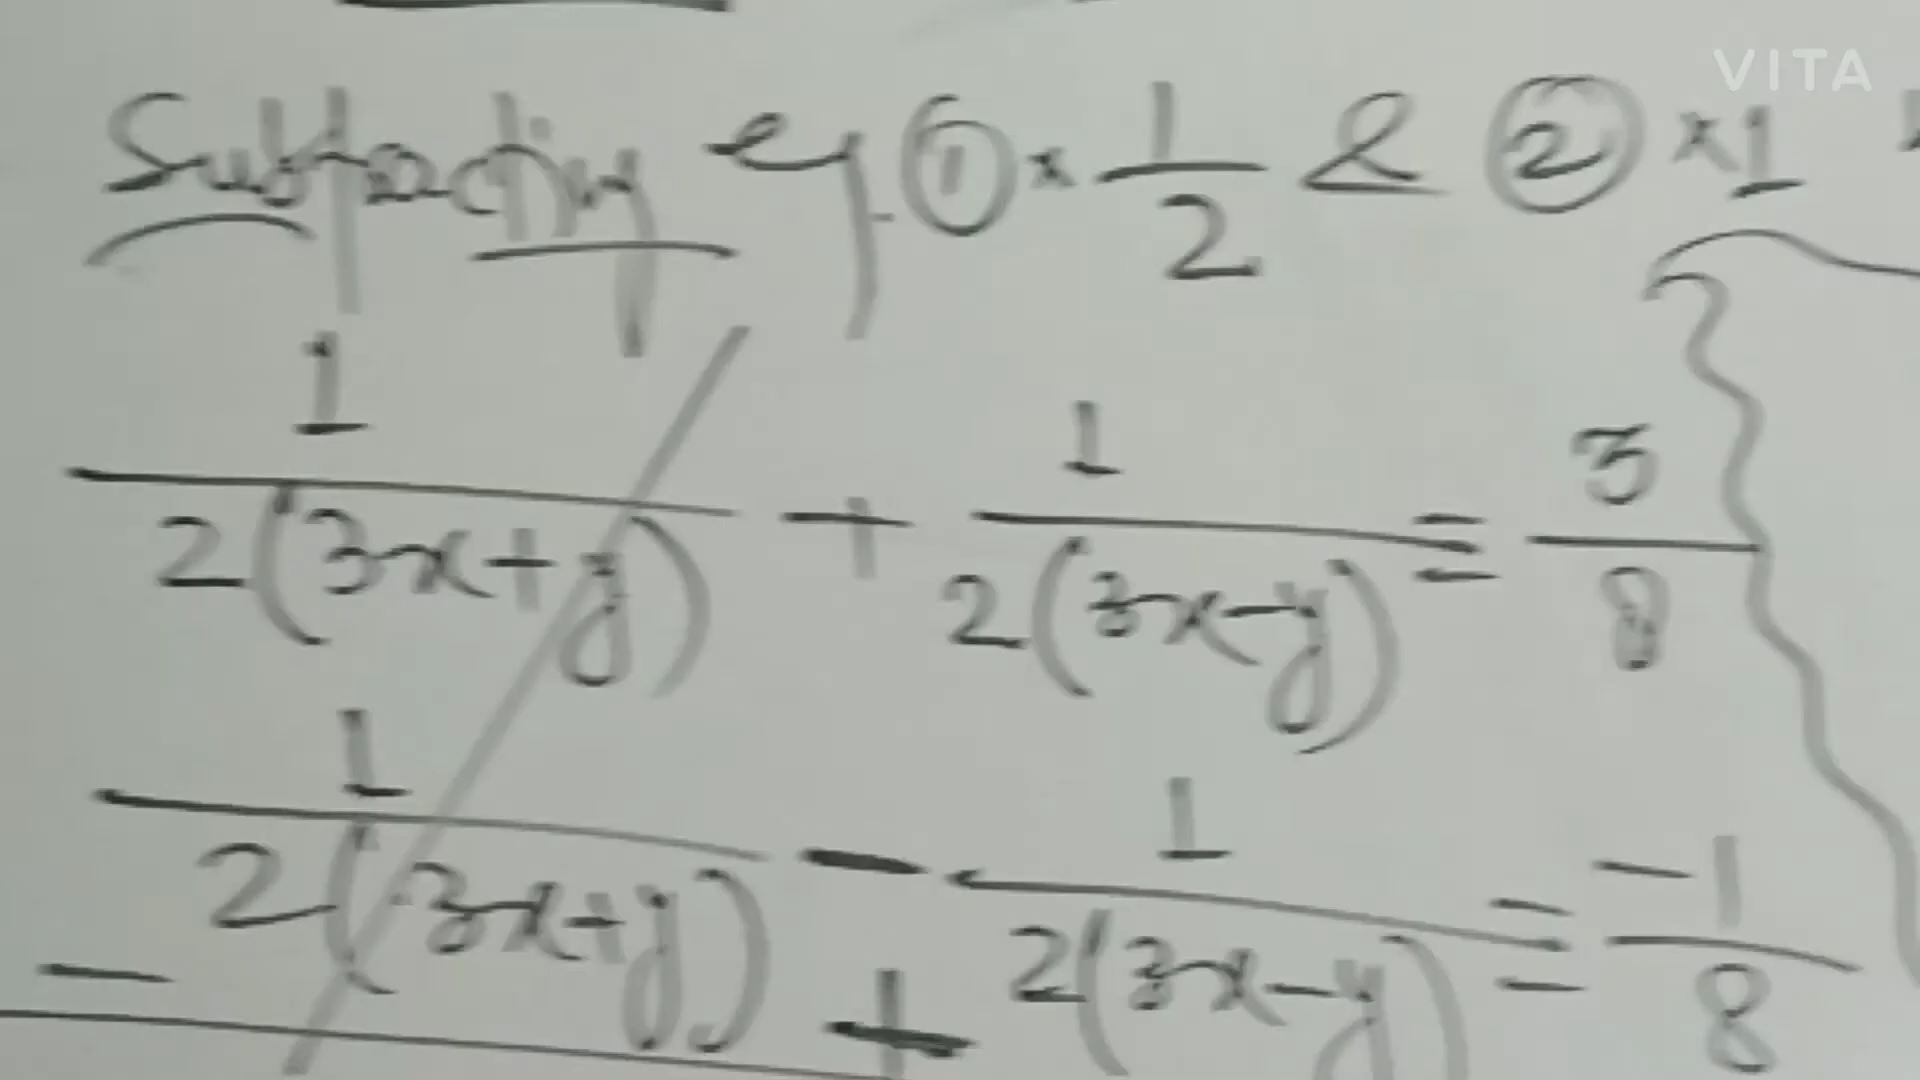 VITA
Subtracting eq. ① × 1/2 & ② × 1
1/2(3x+y) + 1/2(3x-y) = 3/8
1/2(3x+y) - 1/2(3x-y) = -1/8
- +